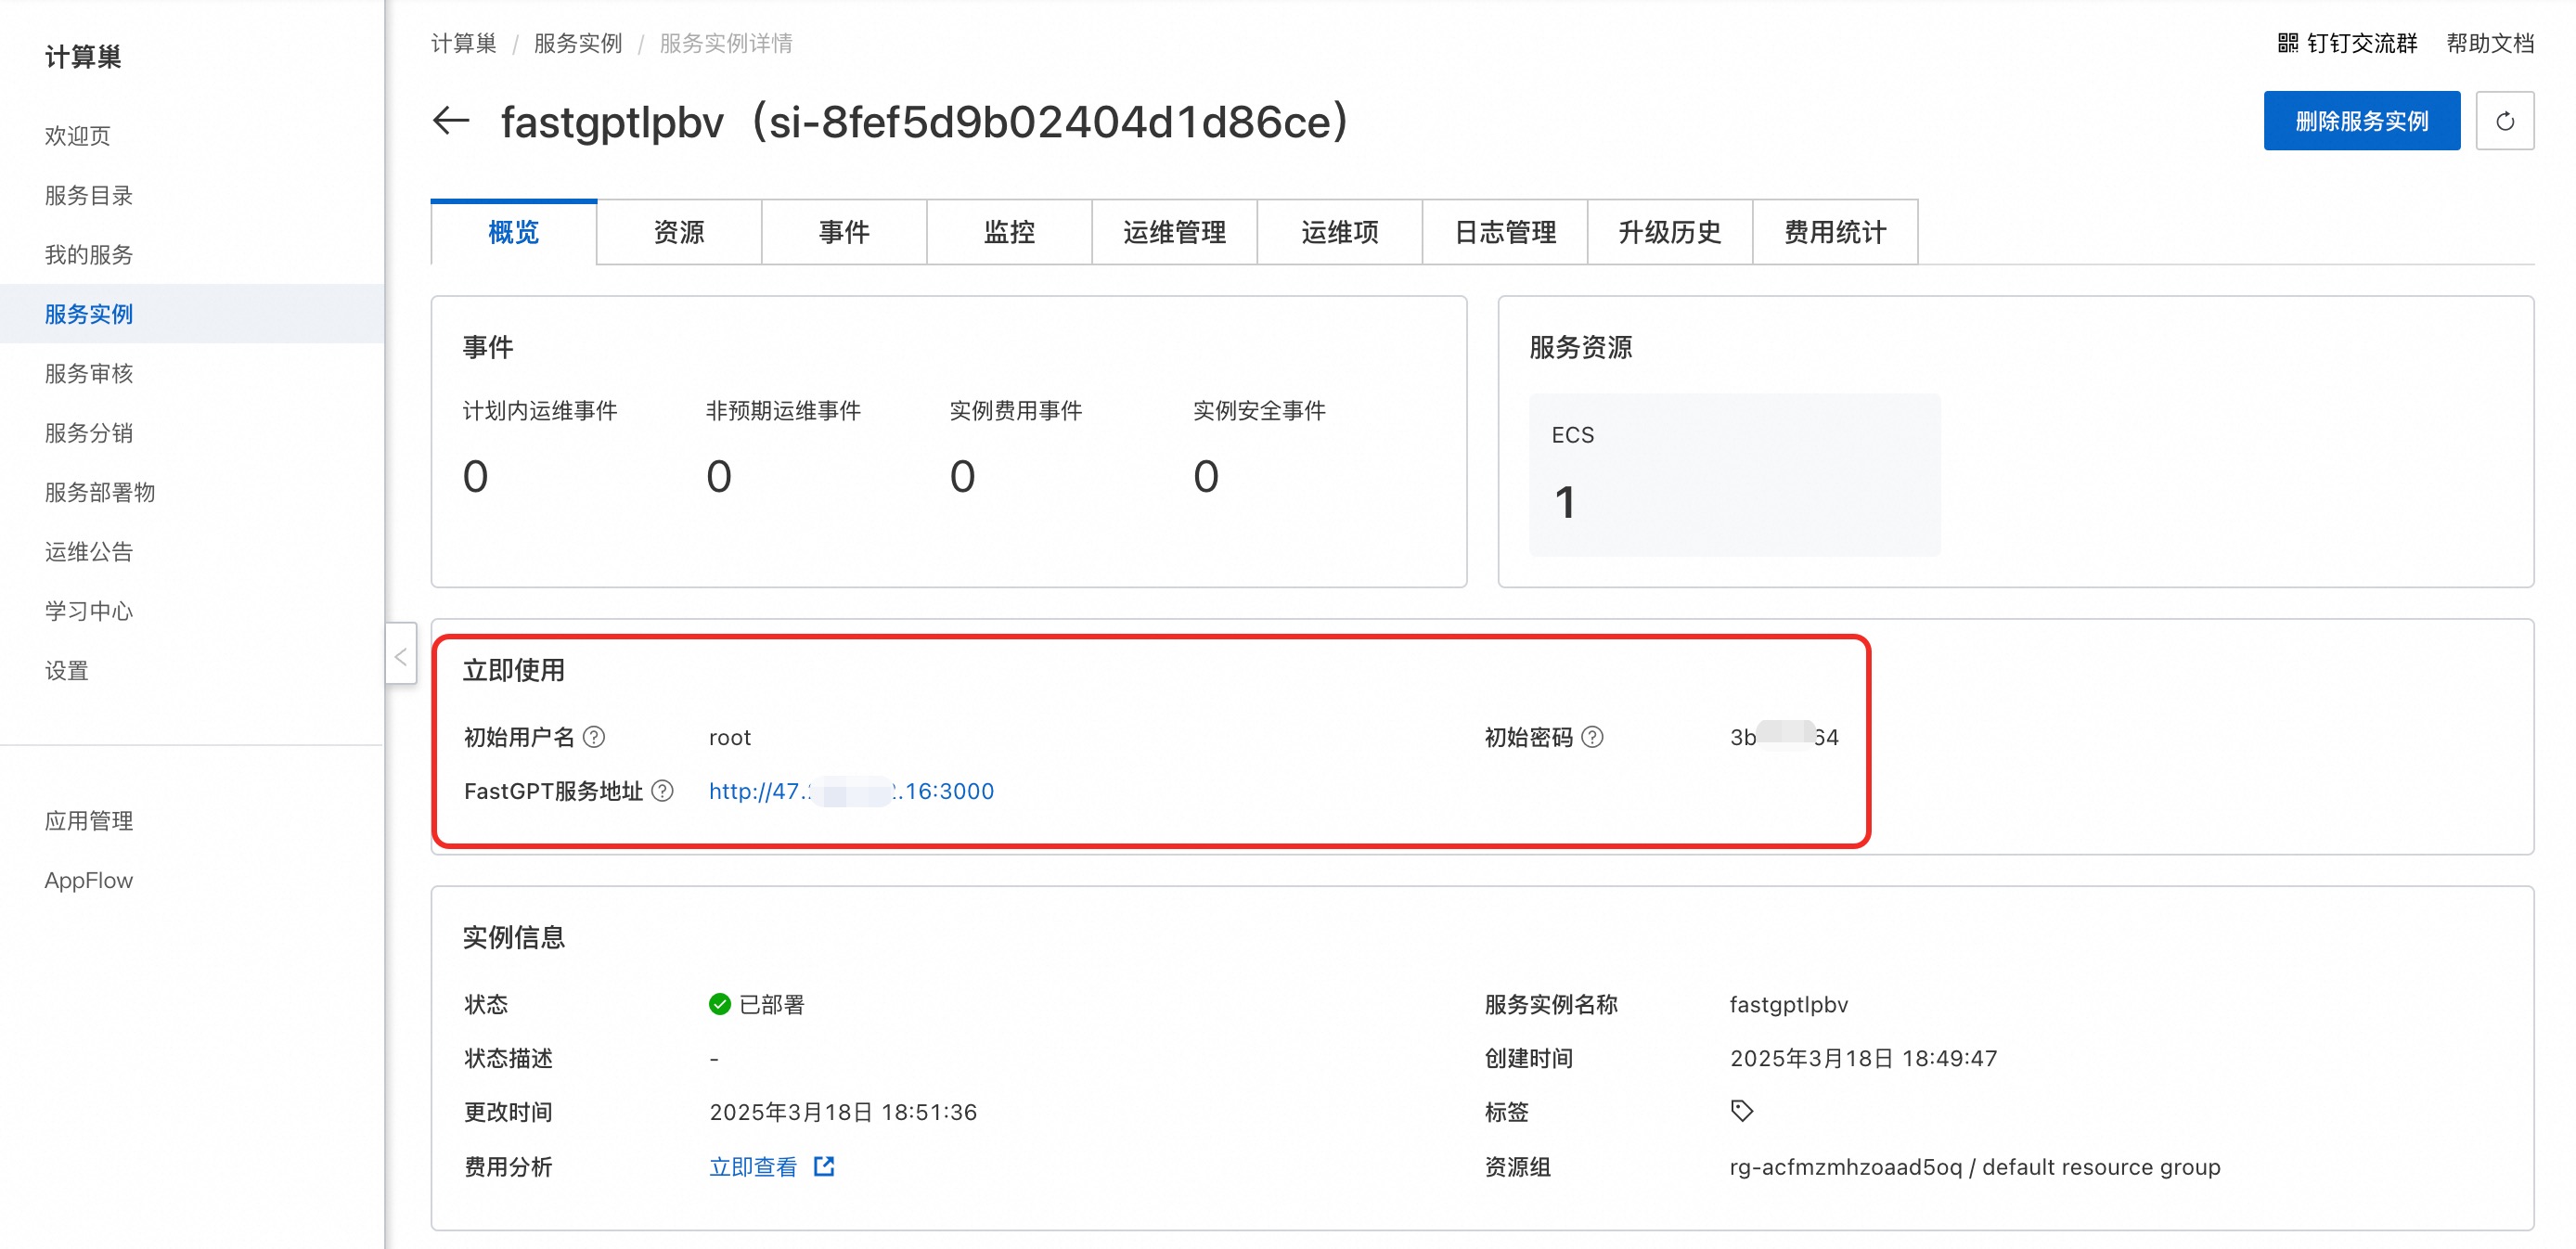 计算巢
欢迎页
服务目录
我的服务
服务实例
服务审核
服务分销
服务部署物
运维公告
学习中心
设置
应用管理
AppFlow
计算巢 / 服务实例 / 服务实例详情
钉钉交流群 帮助文档
fastgptlpbv（si-8fef5d9b02404d1d86ce）
删除服务实例
概览 资源 事件 监控 运维管理 运维项 日志管理 升级历史 费用统计
事件
计划内运维事件 非预期运维事件 实例费用事件 实例安全事件
0 0 0 0
服务资源
ECS
1
立即使用
初始用户名 root 初始密码 3b 64
FastGPT服务地址 http://47. .16:3000
实例信息
状态 已部署 服务实例名称 fastgptlpbv
状态描述 - 创建时间 2025年3月18日 18:49:47
更改时间 2025年3月18日 18:51:36 标签
费用分析 立即查看 资源组 rg-acfmzmhzoaad5oq / default resource group